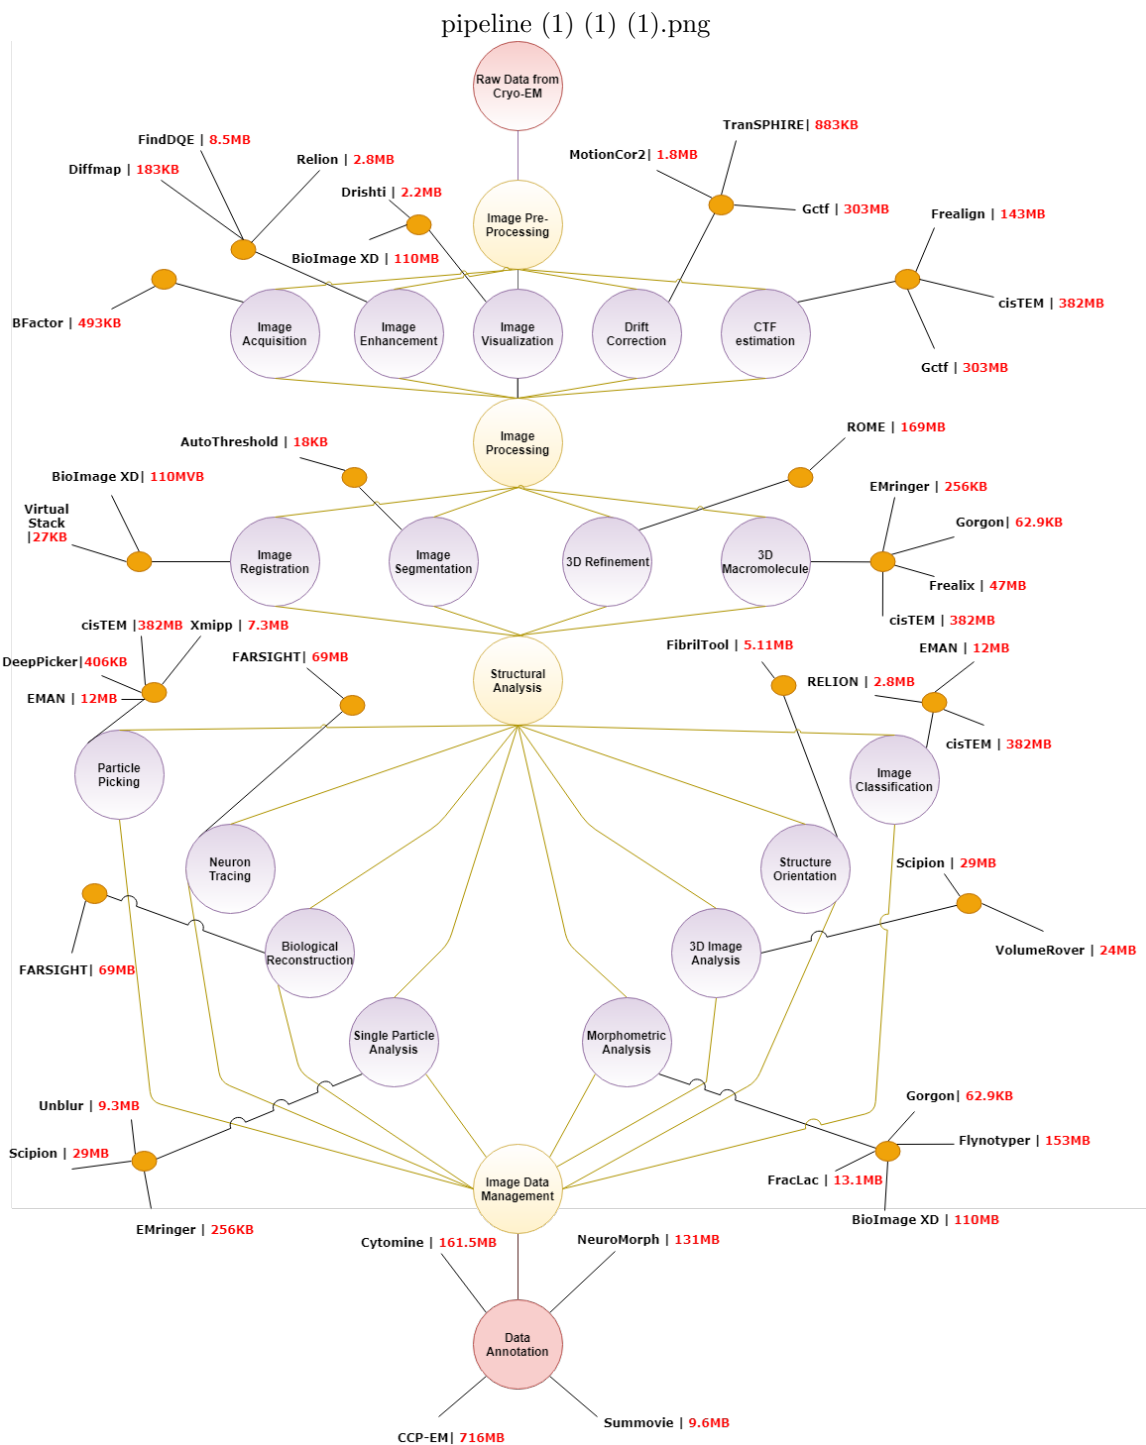 pipeline (1) (1) (1).png
Raw Data from
Cryo-EM
TranSPHIRE| 883KB
FindDQE | 8.5MB
MotionCor2| 1.8MB
Relion | 2.8MB
Diffmap | 183KB
Drishti | 2.2MB
Gctf | 303MB
Frealign | 143MB
Image Pre-
Processing
BioImage XD | 110MB
cisTEM | 382MB
BFactor | 493KB
Image
Acquisition
Image
Enhancement
Image
Visualization
Drift
Correction
CTF
estimation
Gctf | 303MB
ROME | 169MB
AutoThreshold | 18KB
Image
Processing
BioImage XD| 110MVB
EMringer | 256KB
Virtual
Stack
|27KB
Gorgon| 62.9KB
Image
Registration
Image
Segmentation
3D Refinement
3D
Macromolecule
Frealix | 47MB
cisTEM | 382MB
cisTEM |382MB
Xmipp | 7.3MB
FibrilTool | 5.11MB
EMAN | 12MB
FARSIGHT| 69MB
DeepPicker|406KB
Structural
Analysis
RELION | 2.8MB
EMAN | 12MB
cisTEM | 382MB
Particle
Picking
Image
Classification
Neuron
Tracing
Structure
Orientation
Scipion | 29MB
Biological
Reconstruction
3D Image
Analysis
VolumeRover | 24MB
FARSIGHT| 69MB
Single Particle
Analysis
Morphometric
Analysis
Gorgon| 62.9KB
Unblur | 9.3MB
Flynotyper | 153MB
Scipion | 29MB
FracLac | 13.1MB
Image Data
Management
BioImage XD | 110MB
EMringer | 256KB
Cytomine | 161.5MB
NeuroMorph | 131MB
Data
Annotation
Summovie | 9.6MB
CCP-EM| 716MB